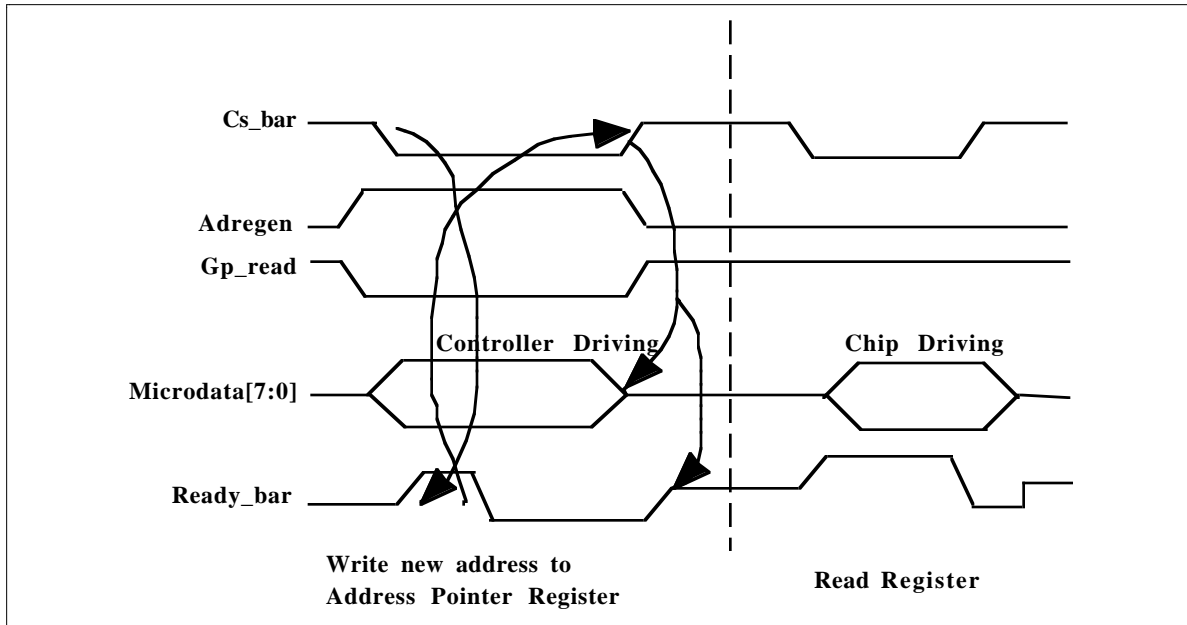 Cs_bar
Adregen
Gp_read
Controller Driving
Chip Driving
Microdata[7:0]
Ready_bar
Write new address to
Address Pointer Register
Read Register